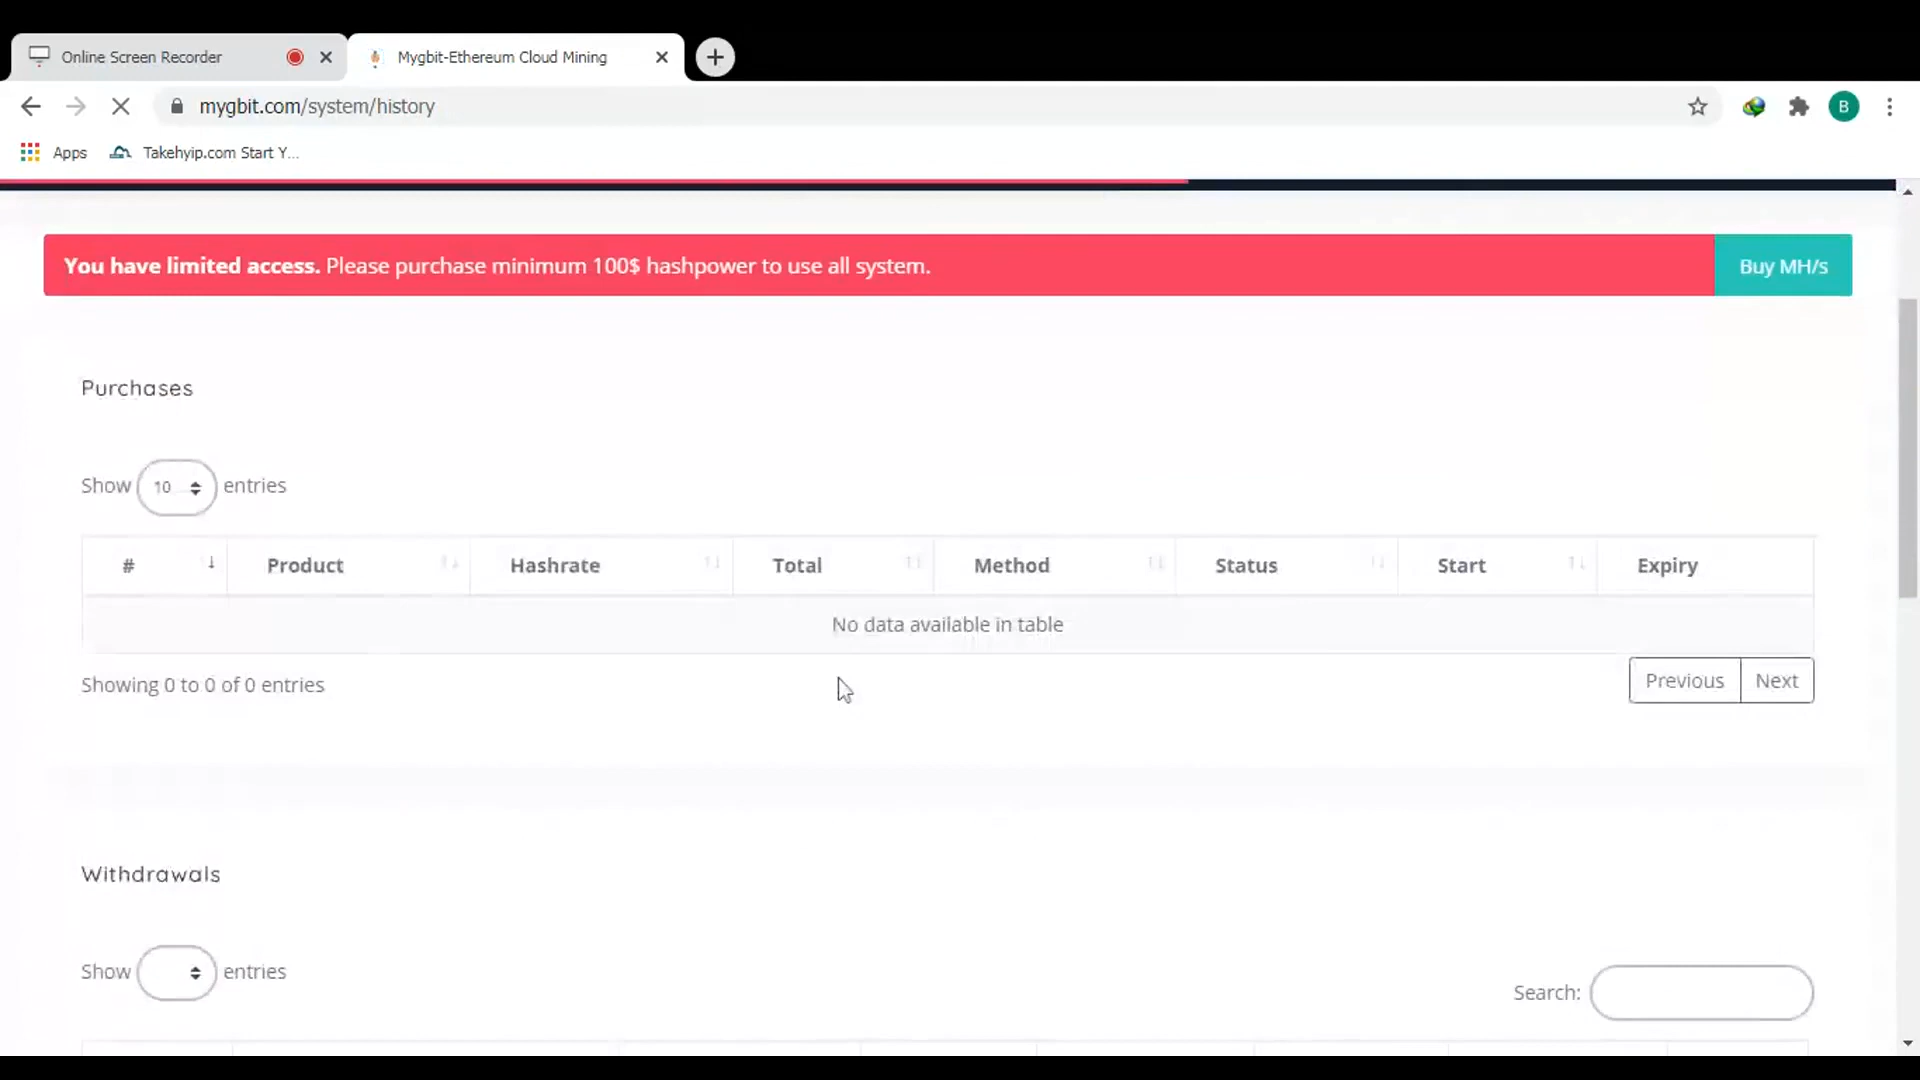 Online Screen Recorder
Mygbit-Ethereum Cloud Mining
mygbit.com/system/history
B
Apps
Takehyip.com Start Y...
You have limited access. Please purchase minimum 100$ hashpower to use all system.
Buy MH/s
Purchases
Show 10 entries
# Product Hashrate Total Method Status Start Expiry
No data available in table
Showing 0 to 0 of 0 entries
Previous Next
Withdrawals
Show entries
Search: